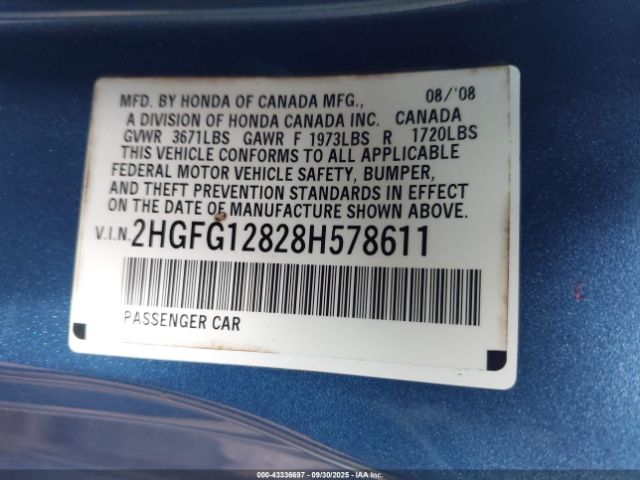 MFD. BY HONDA OF CANADA MFG., 08/'08
A DIVISION OF HONDA CANADA INC. CANADA
GVWR 3671LBS GAWR F 1973LBS R 1720LBS
THIS VEHICLE CONFORMS TO ALL APPLICABLE
FEDERAL MOTOR VEHICLE SAFETY, BUMPER,
AND THEFT PREVENTION STANDARDS IN EFFECT
ON THE DATE OF MANUFACTURE SHOWN ABOVE.
V.I.N. 2HGFG12828H578611
PASSENGER CAR
000-43336697 - 09/30/2025 - IAA Inc.